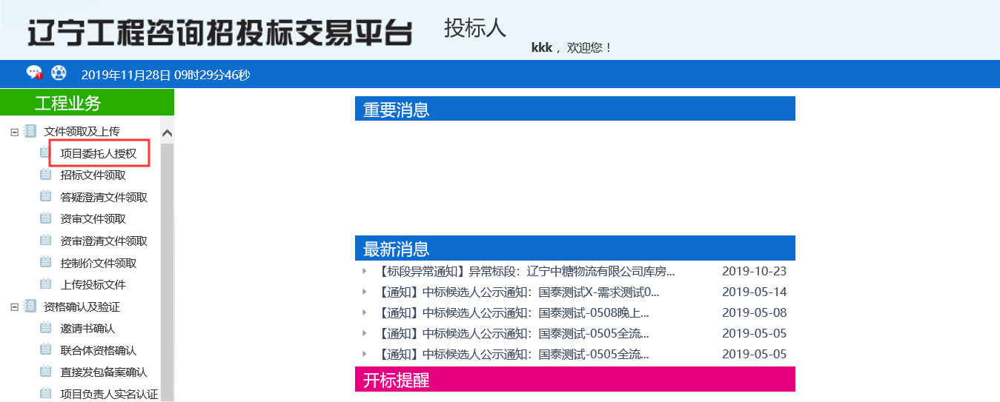 辽宁工程咨询招投标交易平台
投标人
kkk ，欢迎您！
2019年11月28日 09时29分46秒
工程业务
文件领取及上传
项目委托人授权
招标文件领取
答疑澄清文件领取
资审文件领取
资审澄清文件领取
控制价文件领取
上传投标文件
资格确认及验证
邀请书确认
联合体资格确认
直接发包备案确认
项目负责人实名认证
重要消息
最新消息
【标段异常通知】异常标段：辽宁中糖物流有限公司库房... 2019-10-23
【通知】中标候选人公示通知：国泰测试X-需求测试0... 2019-05-14
【通知】中标候选人公示通知：国泰测试-0508晚上... 2019-05-08
【通知】中标候选人公示通知：国泰测试-0505全流... 2019-05-05
【通知】中标候选人公示通知：国泰测试-0505全流... 2019-05-05
开标提醒